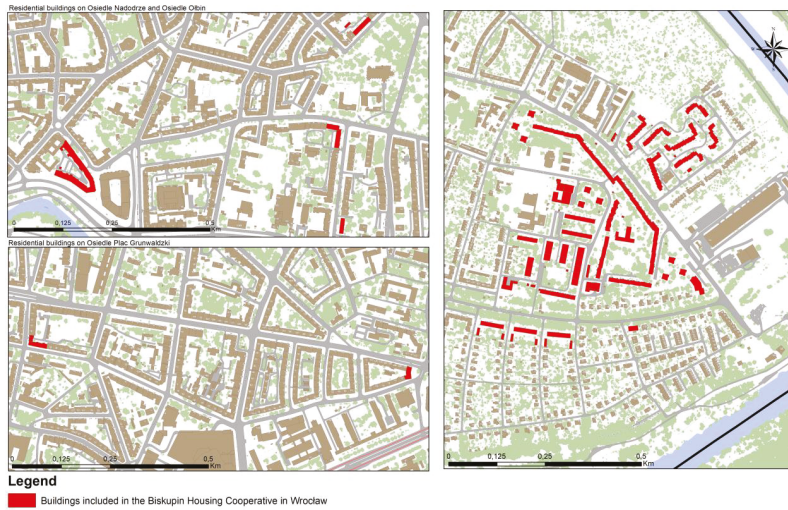 Residential buildings on Osiedle Nadodrze and Osiedle Ołbin
0 0,125 0,25 0,5
Km
Residential buildings on Osiedle Plac Grunwaldzki
0 0,125 0,25 0,5
Km
N
0 0,125 0,25 0,5
Km
Legend
Buildings included in the Biskupin Housing Cooperative in Wrocław